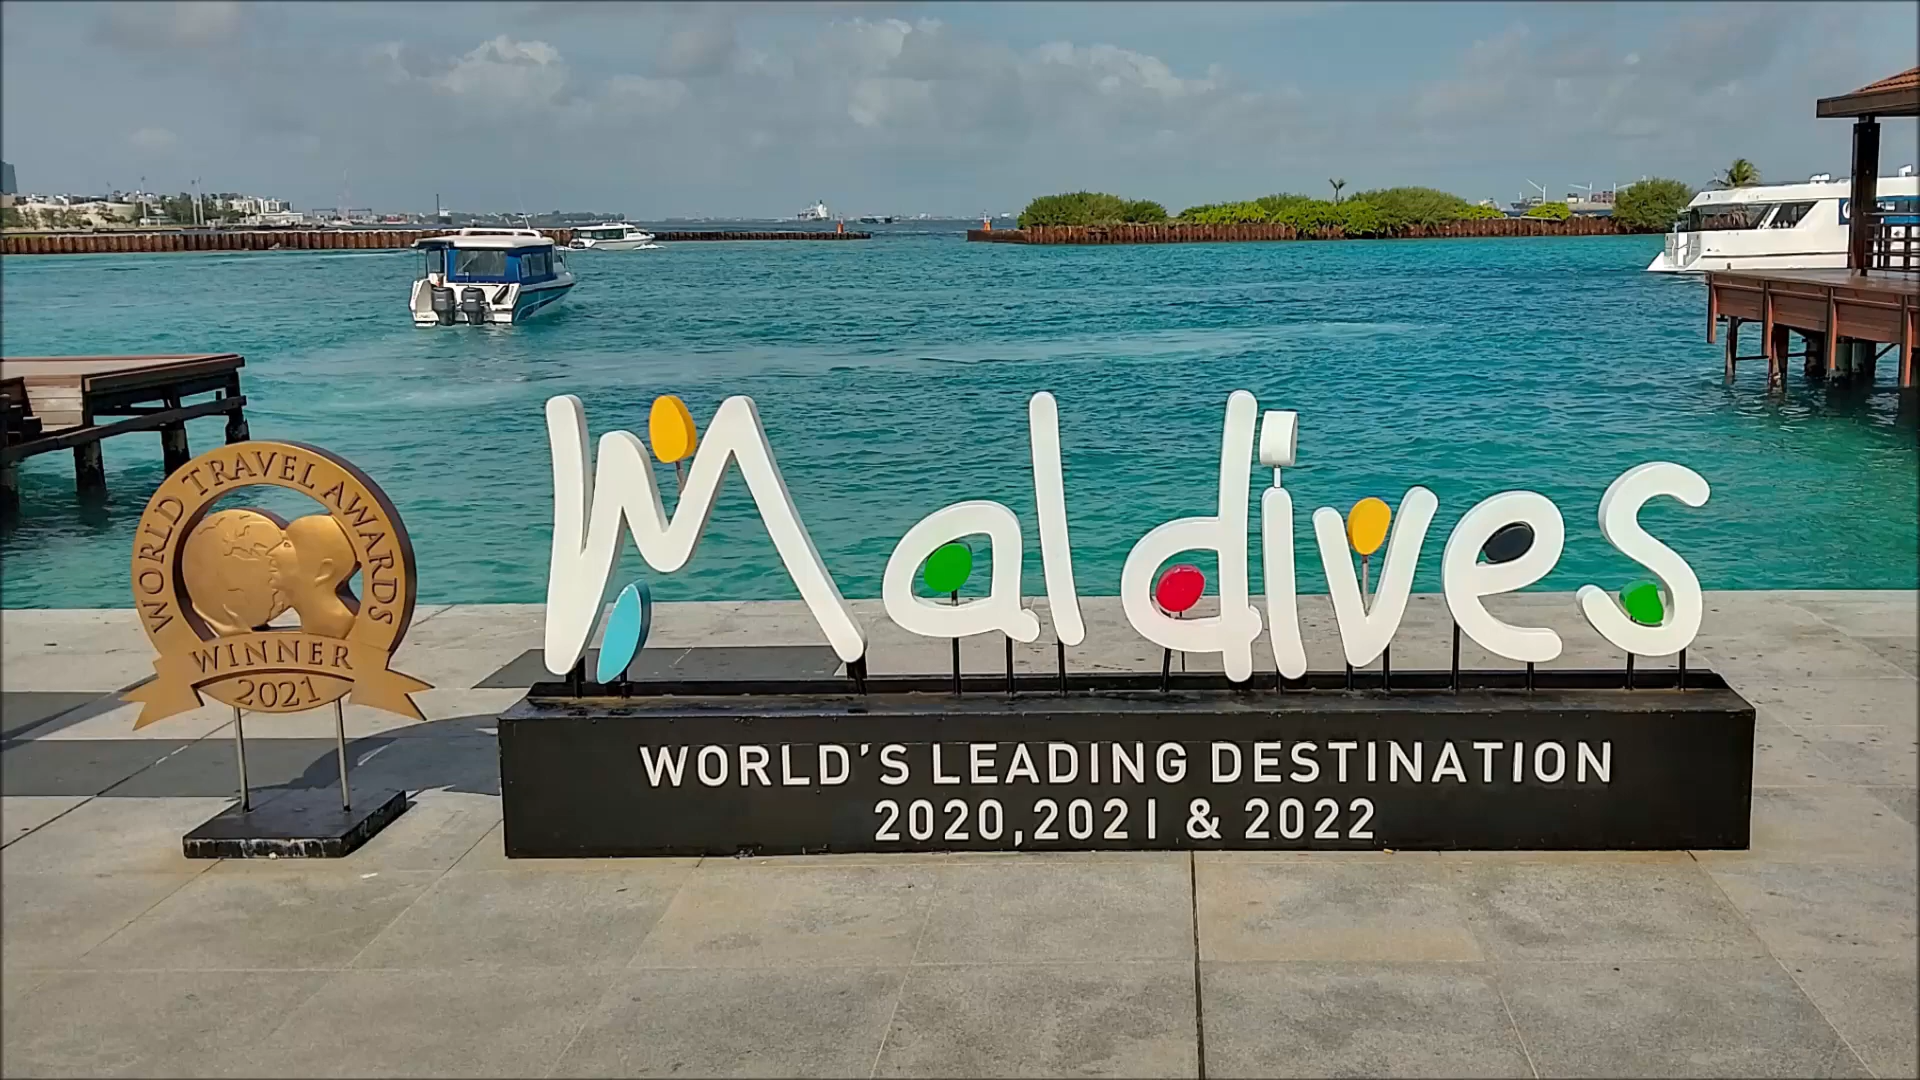 WORLD TRAVEL AWARDS
WINNER
2021
Maldives
WORLD'S LEADING DESTINATION
2020,2021 & 2022